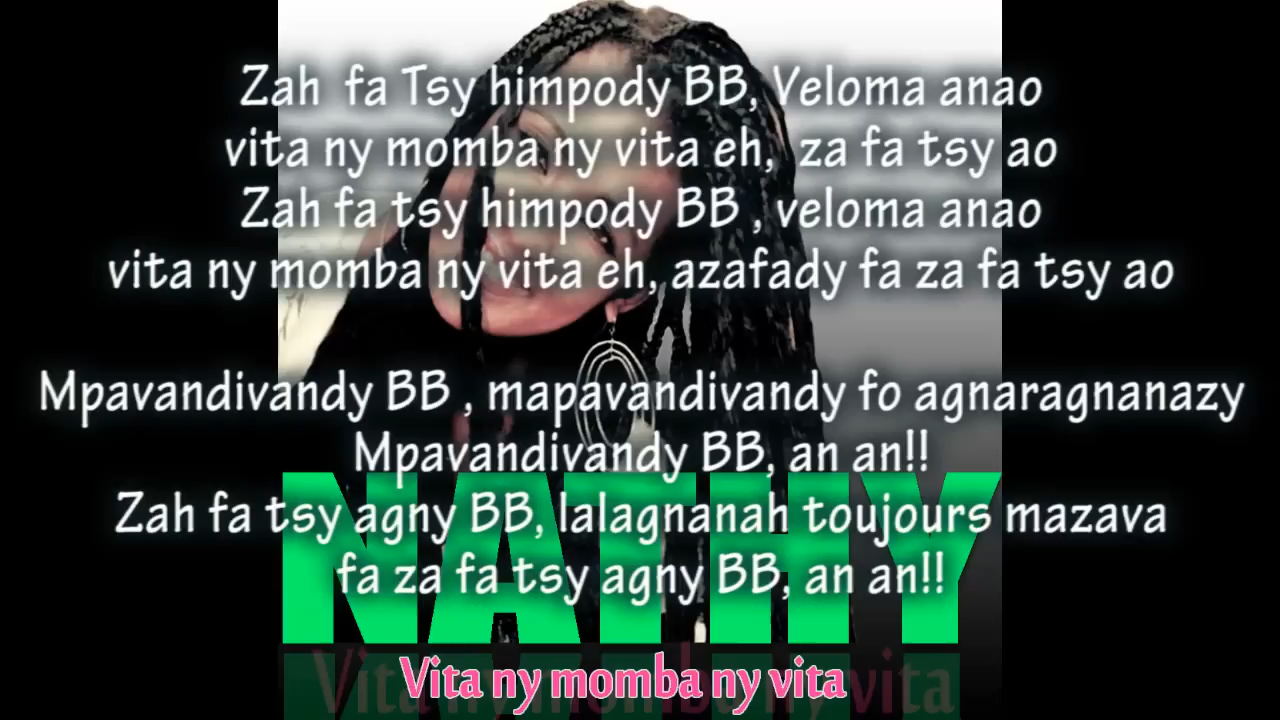 Zah fa Tsy himpody BB, Veloma anao
vita ny momba ny vita eh, za fa tsy ao
Zah fa tsy himpody BB , veloma anao
vita ny momba ny vita eh, azafady fa za fa tsy ao
Mpavandivandy BB , mapavandivandy fo agnaragnanazy
Mpavandivandy BB, an an!!
Zah fa tsy agny BB, lalagnanah toujours mazava
fa za fa tsy agny BB, an an!!
NATHY
Vita ny momba ny vita